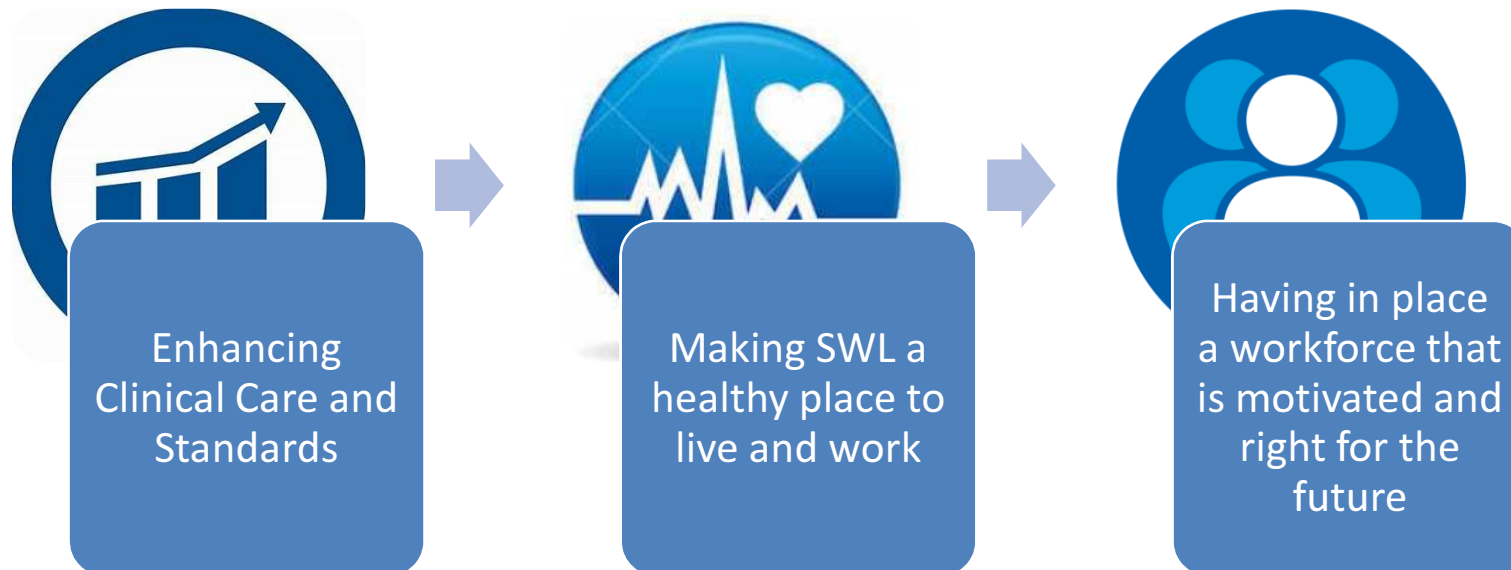 Enhancing
Clinical Care and
Standards
Making SWL a
healthy place to
live and work
Having in place
a workforce that
is motivated and
right for the
future